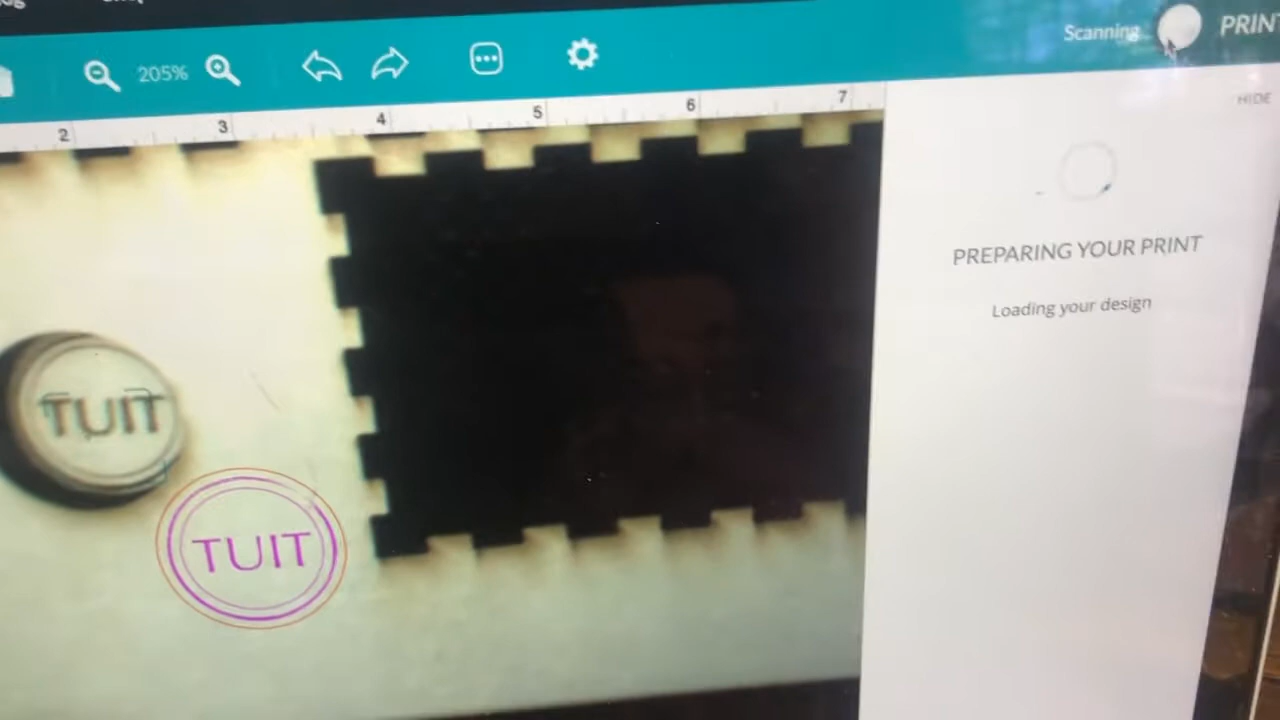 Scanning PRINT
205%
HIDE
2 3 4 5 6 7
PREPARING YOUR PRINT
Loading your design
TUIT
TUIT